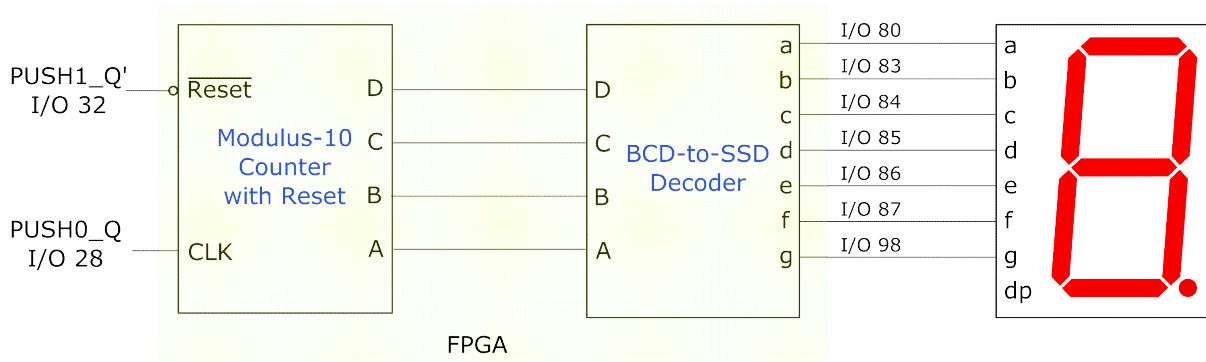 PUSH1_Q'
I/O 32
Reset
D
Modulus-10
Counter
with Reset
C
B
PUSH0_Q
I/O 28
CLK
A
D
C
B
A
BCD-to-SSD
Decoder
a
b
c
d
e
f
g
I/O 80
I/O 83
I/O 84
I/O 85
I/O 86
I/O 87
I/O 98
a
b
c
d
e
f
g
dp
FPGA